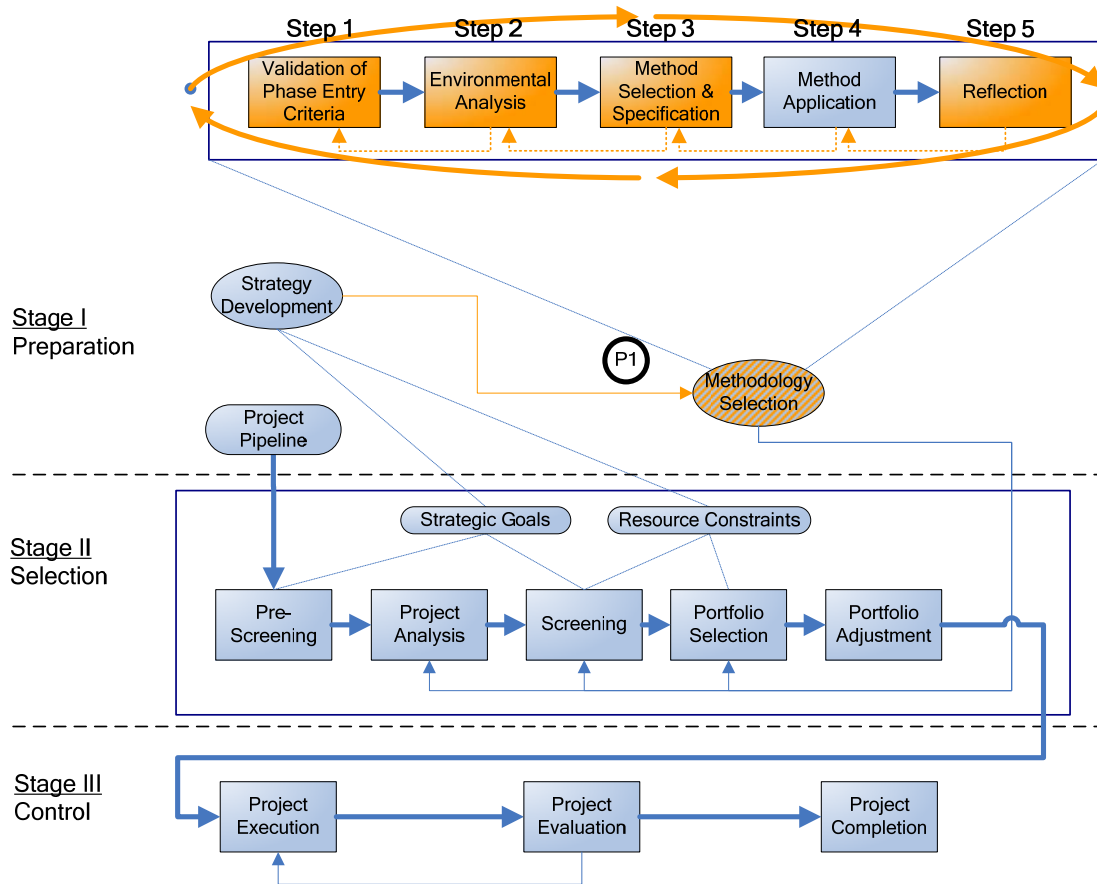 Step 1
Step 2
Step 3
Step 4
Step 5
Validation of
Phase Entry
Criteria
Environmental
Analysis
Method
Selection &
Specification
Method
Application
Reflection
Stage I
Preparation
Strategy
Development
P1
Methodology
Selection
Project
Pipeline
Stage II
Selection
Strategic Goals
Resource Constraints
Pre-
Screening
Project
Analysis
Screening
Portfolio
Selection
Portfolio
Adjustment
Stage III
Control
Project
Execution
Project
Evaluation
Project
Completion